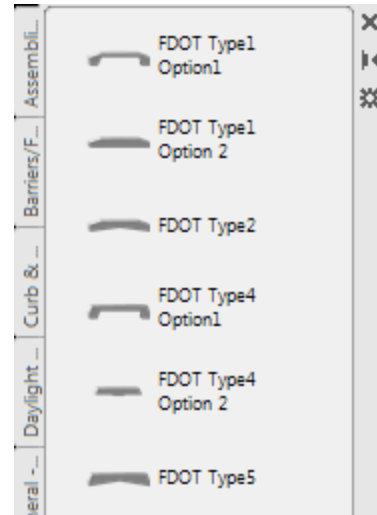 Assembli...
Barriers/F...
Curb & ...
Daylight ...
eral -...
FDOT Type1
Option1
FDOT Type1
Option 2
FDOT Type2
FDOT Type4
Option1
FDOT Type4
Option 2
FDOT Type5